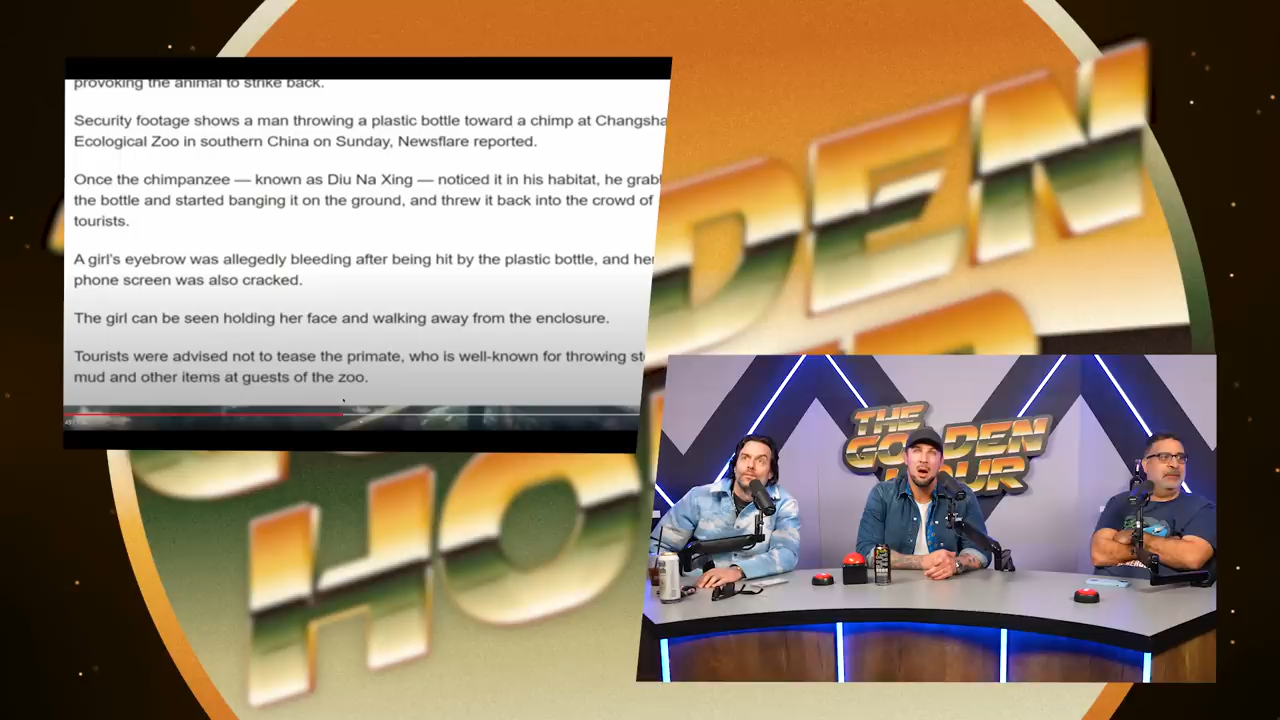 provoking the animal to strike back.
Security footage shows a man throwing a plastic bottle toward a chimp at Changsha
Ecological Zoo in southern China on Sunday, Newsflare reported.
Once the chimpanzee — known as Diu Na Xing — noticed it in his habitat, he grab
the bottle and started banging it on the ground, and threw it back into the crowd of
tourists.
A girl's eyebrow was allegedly bleeding after being hit by the plastic bottle, and her
phone screen was also cracked.
The girl can be seen holding her face and walking away from the enclosure.
Tourists were advised not to tease the primate, who is well-known for throwing
mud and other items at guests of the zoo.
DEN
HO
THE
GOLDEN
HOUR